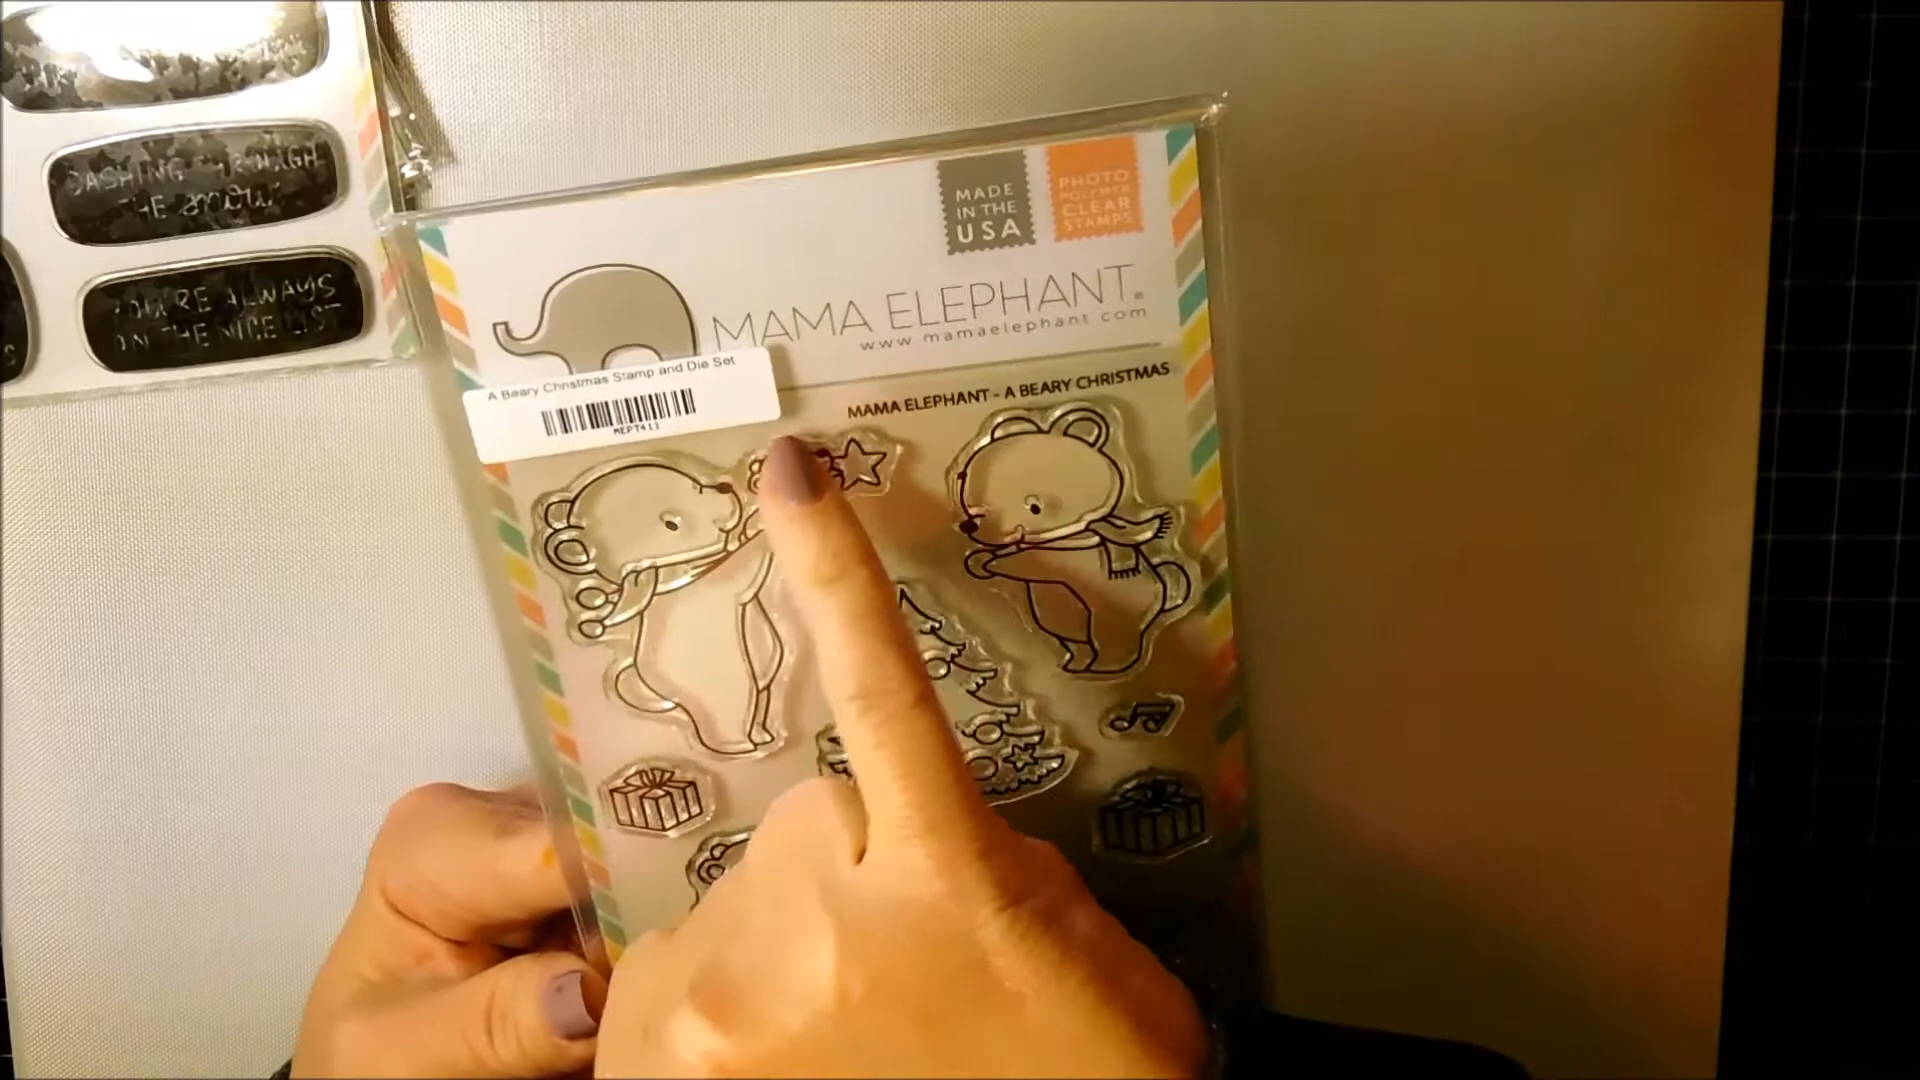 DASHING THROUGH
THE SNOW
YOU'RE ALWAYS
ON THE NICE LIST
S
MADE
IN THE
USA
PHOTO
POLYMER
CLEAR
STAMPS
MAMA ELEPHANT®
www.mamaelephant.com
A Beary Christmas Stamp and Die Set
MEPT411
MAMA ELEPHANT - A BEARY CHRISTMAS